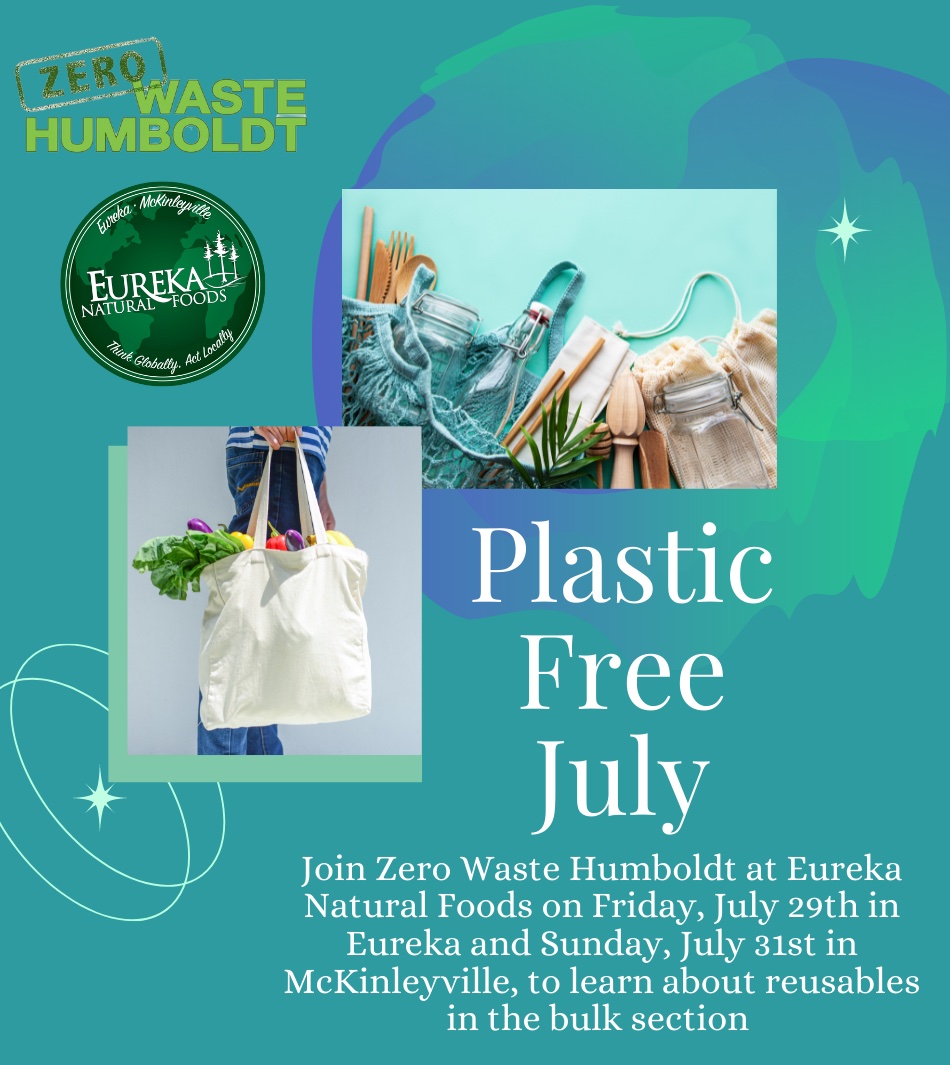 ZERO
WASTE
HUMBOLDT
Eureka · McKinleyville
EUREKA
NATURAL FOODS
Think Globally, Act Locally
Plastic
Free
July
Join Zero Waste Humboldt at Eureka
Natural Foods on Friday, July 29th in
Eureka and Sunday, July 31st in
McKinleyville, to learn about reusables
in the bulk section